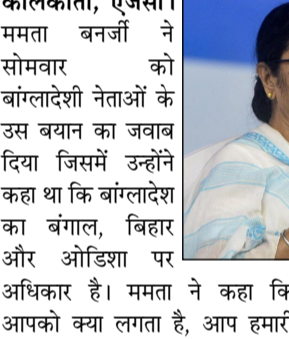 कोलकाता, एजेंसी।
ममता बनर्जी ने
सोमवार को
बांग्लादेशी नेताओं के
उस बयान का जवाब
दिया जिसमें उन्होंने
कहा था कि बांग्लादेश
का बंगाल, बिहार
और ओडिशा पर
अधिकार है। ममता ने कहा कि
आपको क्या लगता है, आप हमारी